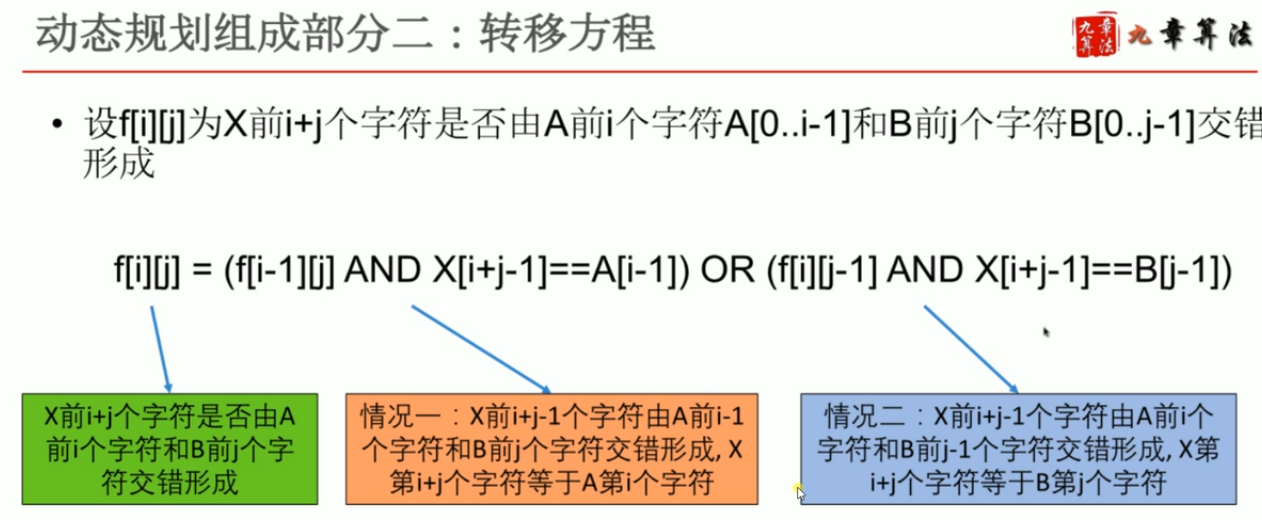 动态规划组成部分二：转移方程
九章算法
九章算法
• 设f[i][j]为X前i+j个字符是否由A前i个字符A[0..i-1]和B前j个字符B[0..j-1]交错
形成
f[i][j] = (f[i-1][j] AND X[i+j-1]==A[i-1]) OR (f[i][j-1] AND X[i+j-1]==B[j-1])
X前i+j个字符是否由A
前i个字符和B前j个字
符交错形成
情况一：X前i+j-1个字符由A前i-1
个字符和B前j个字符交错形成, X
第i+j个字符等于A第i个字符
情况二：X前i+j-1个字符由A前i个
字符和B前j-1个字符交错形成, X第
i+j个字符等于B第j个字符